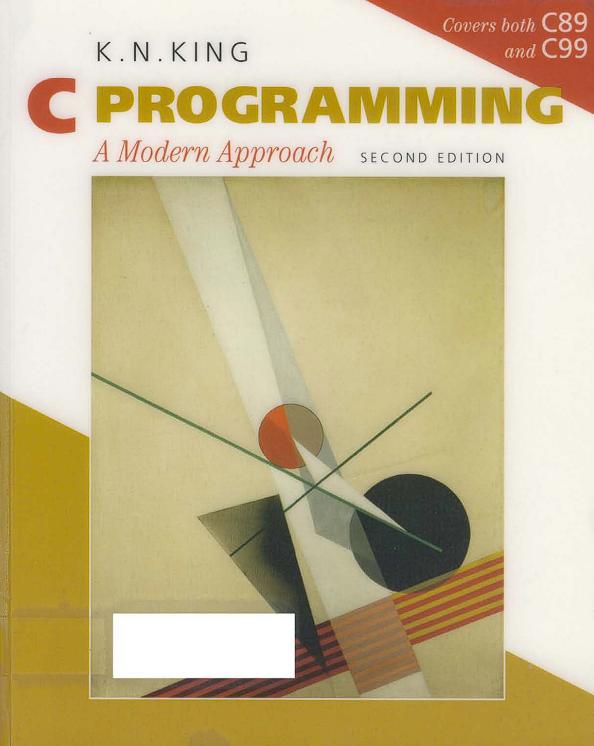 Covers both C89
and C99
K.N.KING
C PROGRAMMING
A Modern Approach SECOND EDITION